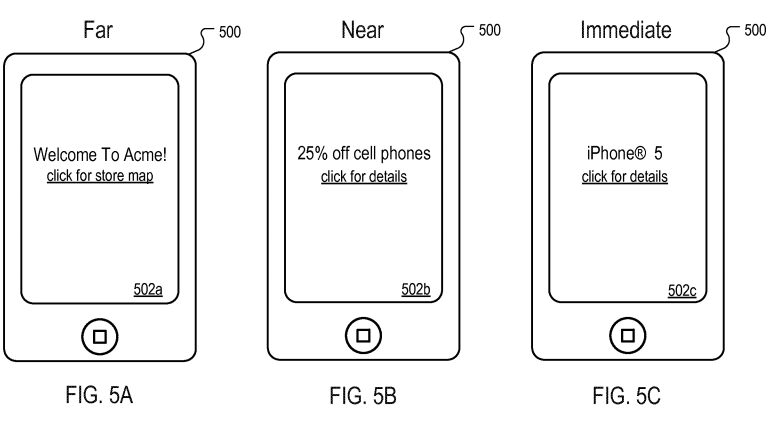 Far
500
Welcome To Acme!
click for store map
502a
FIG. 5A
Near
500
25% off cell phones
click for details
502b
FIG. 5B
Immediate
500
iPhone® 5
click for details
502c
FIG. 5C